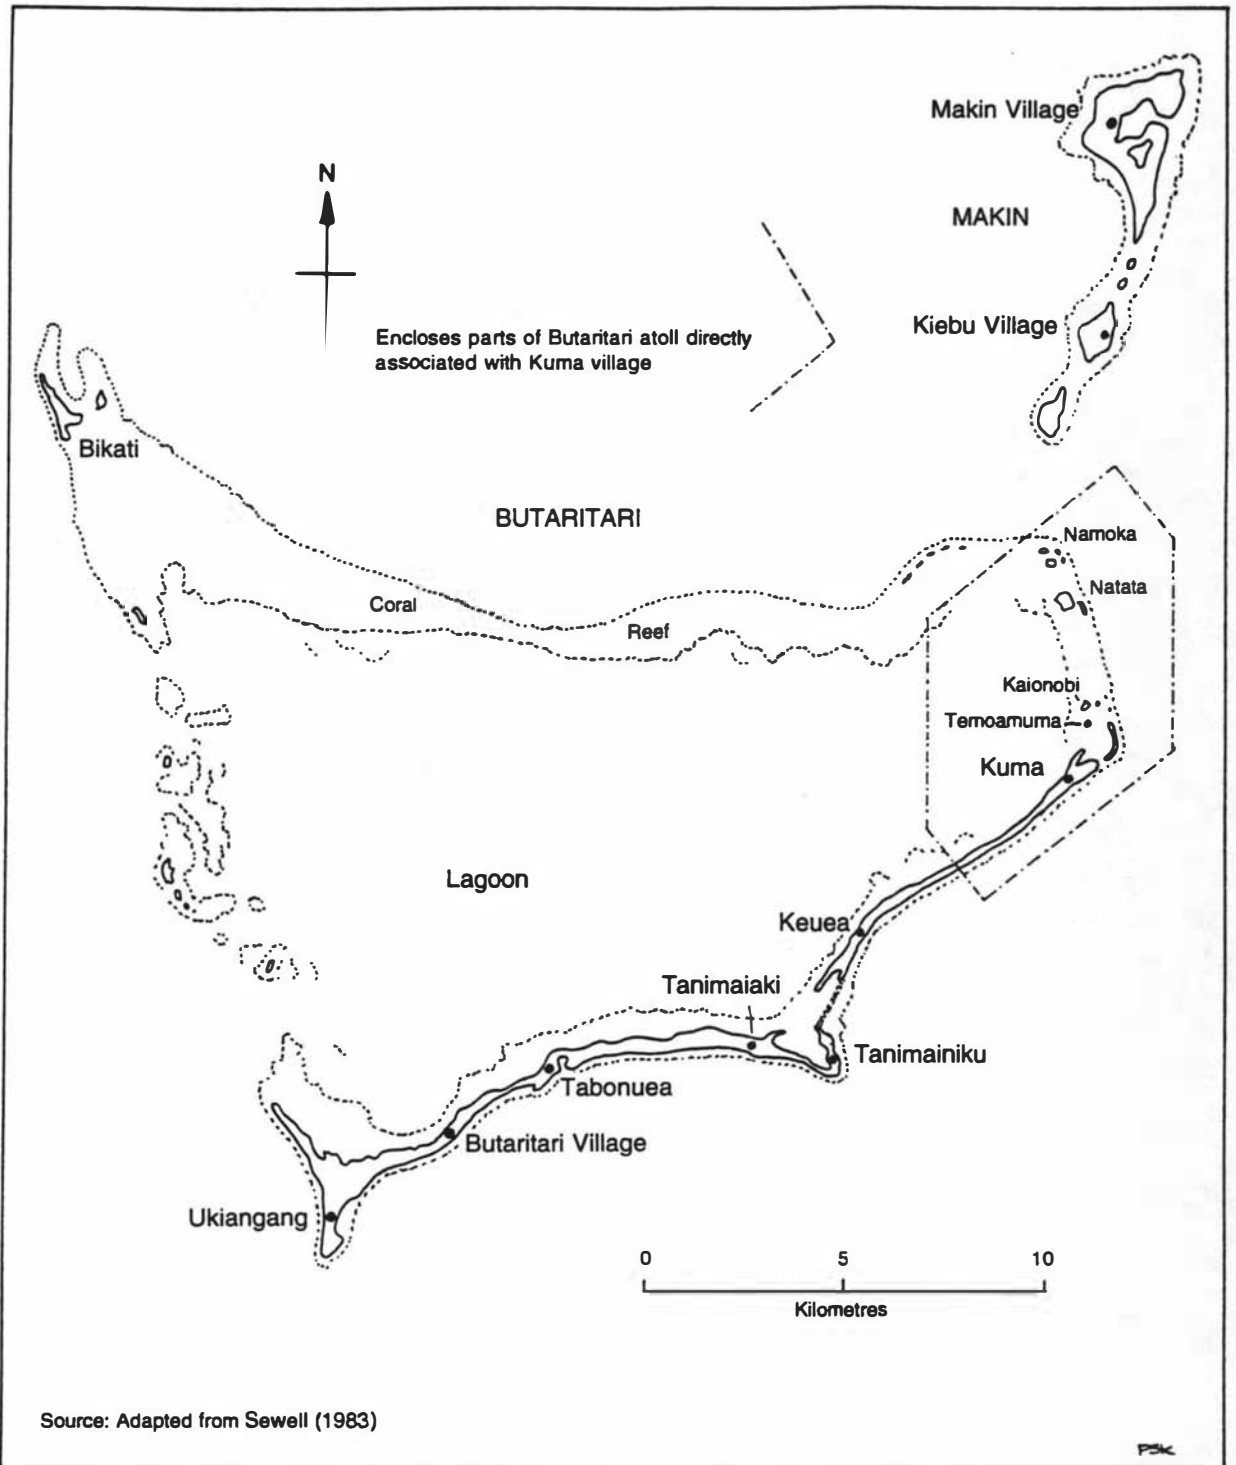 Makin Village
N
MAKIN
Kiebu Village
Encloses parts of Butaritari atoll directly
associated with Kuma village
Bikati
BUTARITARI
Namoka
Natata
Coral
Reef
Kaionobi
Temoamuma
Kuma
Lagoon
Keuea
Tanimaiaki
Tanimainiku
Tabonuea
Butaritari Village
Ukiangang
0 5 10
Kilometres
Source: Adapted from Sewell (1983)
PSK